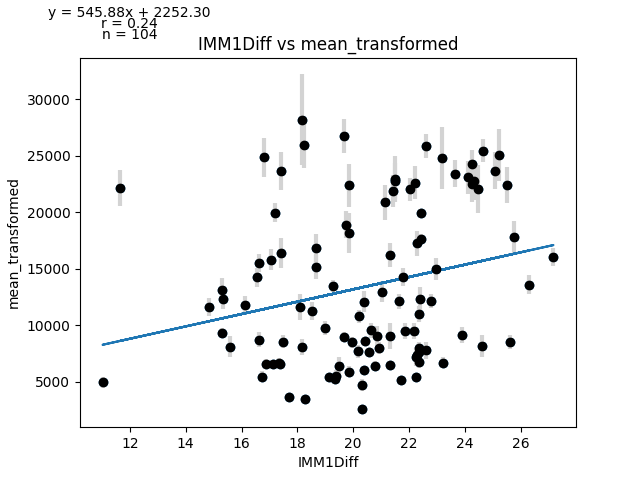 y = 545.88x + 2252.30
r = 0.24
n = 104
IMM1Diff vs mean_transformed
30000
25000
20000
15000
10000
5000
mean_transformed
12 14 16 18 20 22 24 26
IMM1Diff